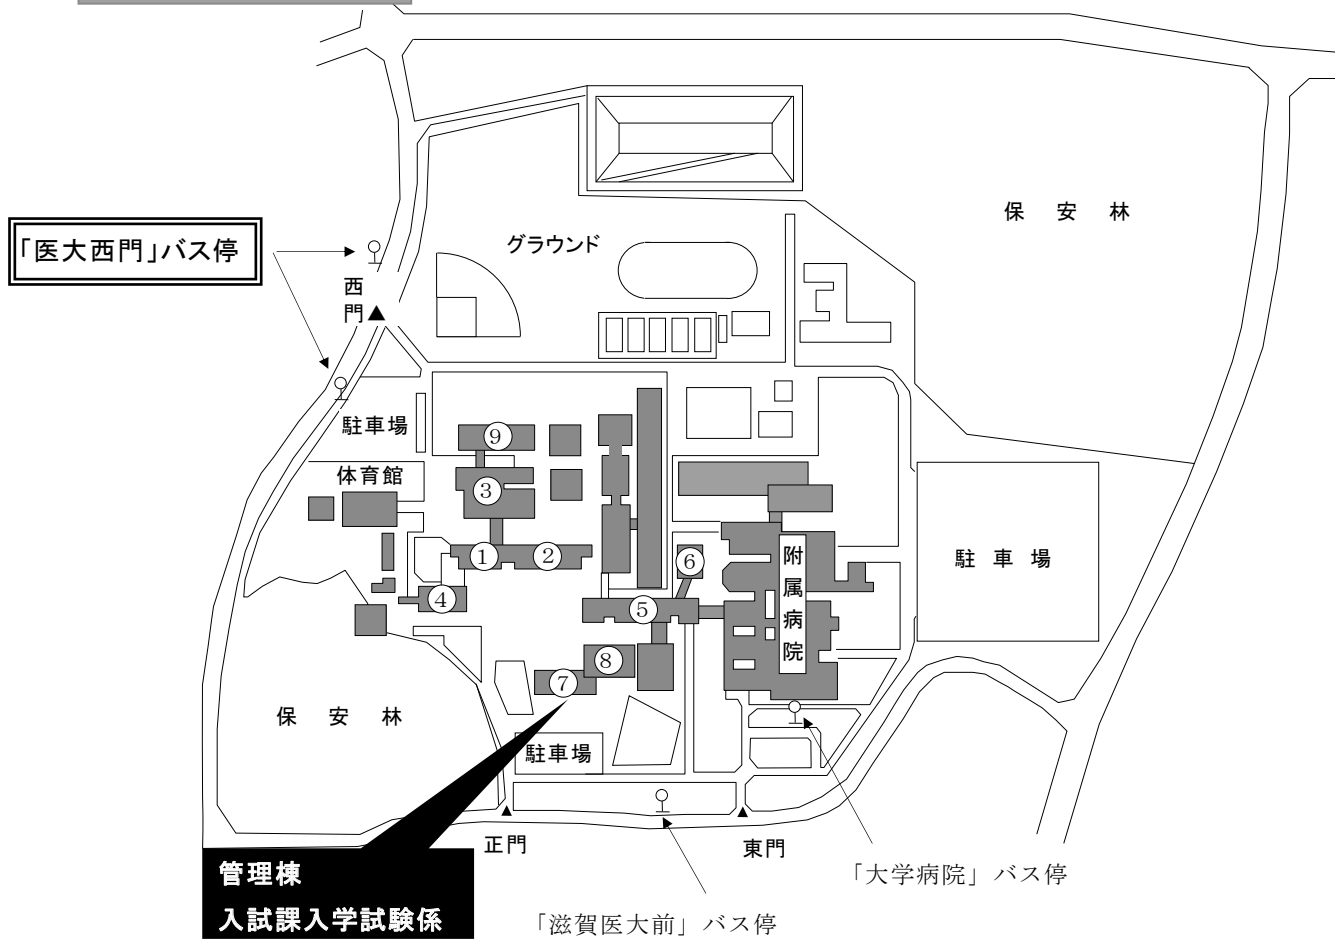 保 安 林
「医大西門」バス停
グラウンド
西門
駐車場
⑨
体育館
③
①
②
⑥
附属病院
駐 車 場
④
⑤
⑧
⑦
保 安 林
駐車場
正門
東門
管理棟
入試課入学試験係
「大学病院」バス停
「滋賀医大前」バス停